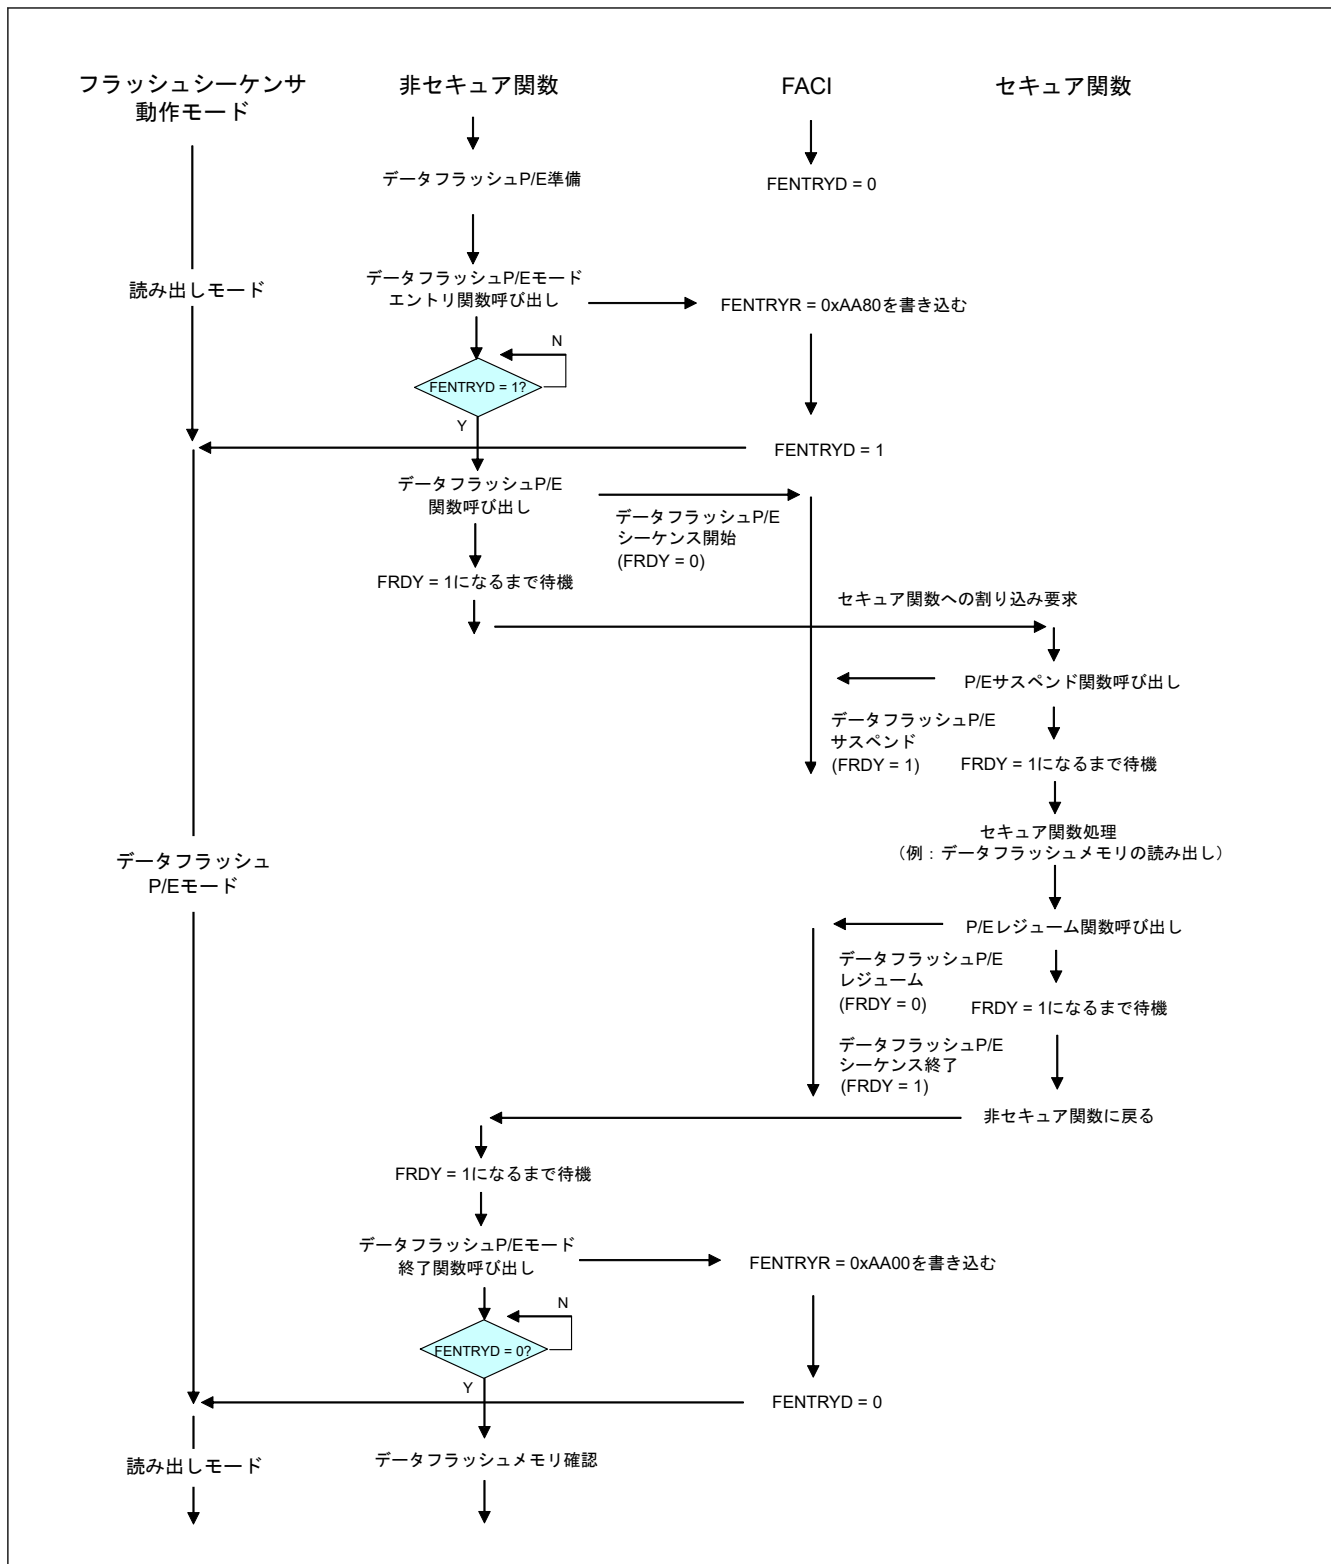 フラッシュシーケンサ
動作モード
非セキュア関数
FACI
セキュア関数
データフラッシュP/E準備
FENTRYD = 0
読み出しモード
データフラッシュP/Eモード
エントリ関数呼び出し
FENTRYR = 0xAA80を書き込む
N
FENTRYD = 1?
Y
FENTRYD = 1
データフラッシュP/E
関数呼び出し
データフラッシュP/E
シーケンス開始
(FRDY = 0)
FRDY = 1になるまで待機
セキュア関数への割り込み要求
P/Eサスペンド関数呼び出し
データフラッシュP/E
サスペンド
(FRDY = 1)
FRDY = 1になるまで待機
セキュア関数処理
（例：データフラッシュメモリの読み出し）
データフラッシュ
P/Eモード
P/Eレジューム関数呼び出し
データフラッシュP/E
レジューム
(FRDY = 0)
FRDY = 1になるまで待機
データフラッシュP/E
シーケンス終了
(FRDY = 1)
非セキュア関数に戻る
FRDY = 1になるまで待機
データフラッシュP/Eモード
終了関数呼び出し
FENTRYR = 0xAA00を書き込む
N
FENTRYD = 0?
Y
FENTRYD = 0
読み出しモード
データフラッシュメモリ確認